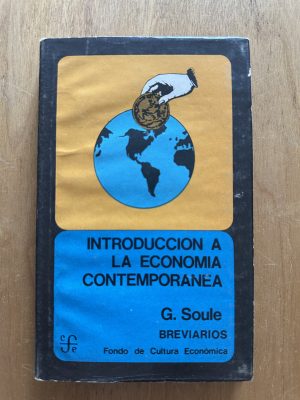 INTRODUCCION A
LA ECONOMIA
CONTEMPORANEA
G. Soule
BREVIARIOS
Fondo de Cultura Económica